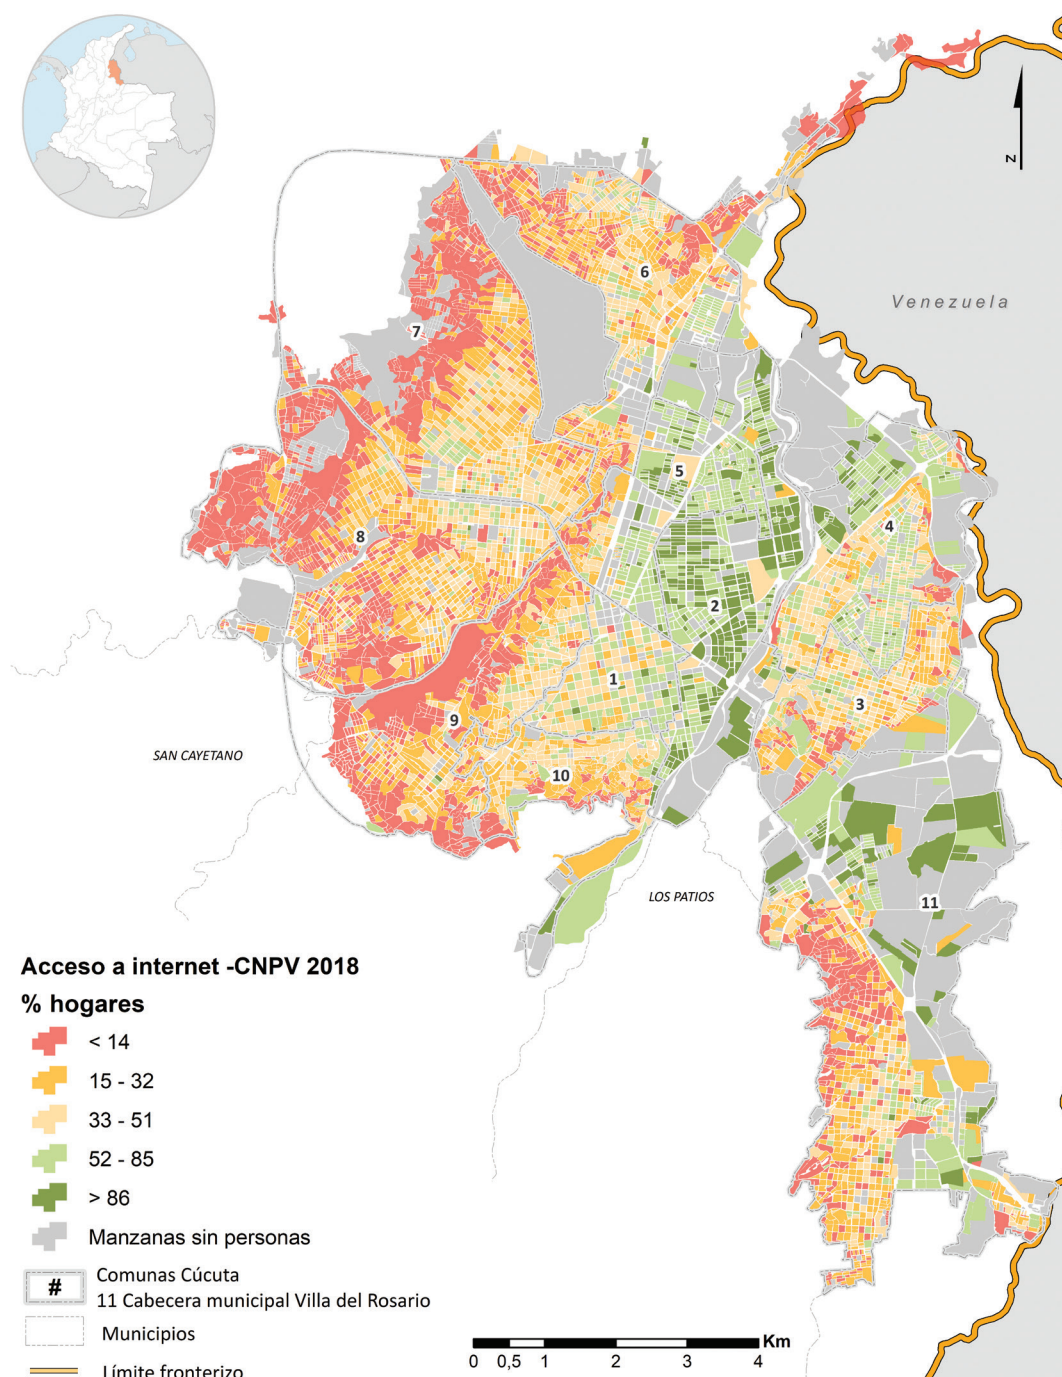 N
Venezuela
6
7
5
4
8
2
1
3
9
10
SAN CAYETANO
LOS PATIOS
11
Acceso a internet -CNPV 2018
% hogares
< 14
15 - 32
33 - 51
52 - 85
> 86
Manzanas sin personas
# Comunas Cúcuta
11 Cabecera municipal Villa del Rosario
Municipios
Límite fronterizo
Km
0 0,5 1 2 3 4